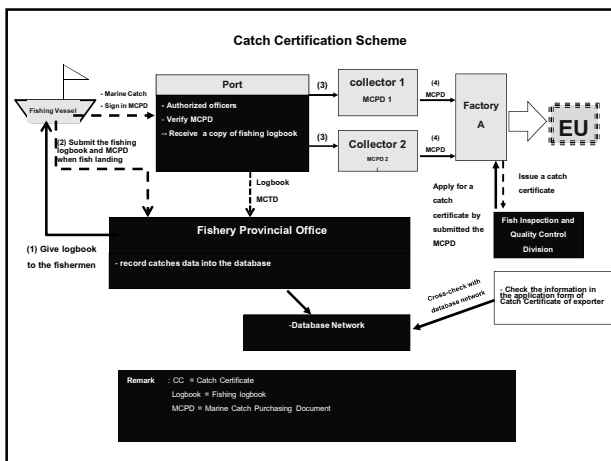 Catch Certification Scheme
Fishing Vessel
- Marine Catch
- Sign in MCPD
(2) Submit the fishing
logbook and MCPD
when fish landing
(1) Give logbook
to the fishermen
Port
- Authorized officers
- Verify MCPD
-- Receive a copy of fishing logbook
(3)
(3)
collector 1
MCPD 1
Collector 2
MCPD 2
(4)
MCPD
(4)
MCPD
Factory
A
EU
Logbook
MCTD
Apply for a
catch
certificate by
submitted the
MCPD
Issue a catch
certificate
Fish Inspection and
Quality Control
Division
Fishery Provincial Office
- record catches data into the database
-Database Network
Cross-check with
database network
- Check the information in
the application form of
Catch Certificate of exporter
Remark : CC = Catch Certificate
Logbook = Fishing logbook
MCPD = Marine Catch Purchasing Document